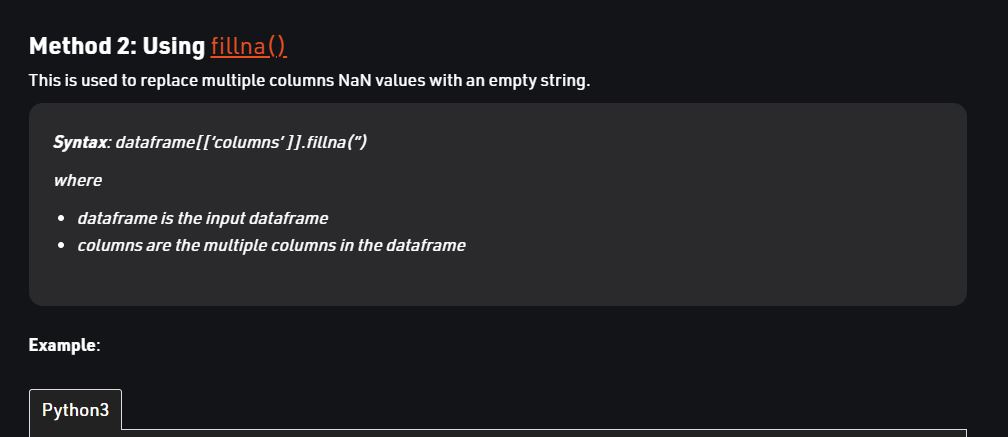 Method 2: Using fillna()
This is used to replace multiple columns NaN values with an empty string.
Syntax: dataframe[[‘columns’ ]].fillna(”)
where
• dataframe is the input dataframe
• columns are the multiple columns in the dataframe
Example:
Python3